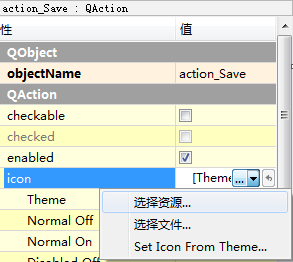 action_Save : QAction
性 值
QObject
objectName action_Save
QAction
checkable
checked
enabled
icon [Theme ...
Theme 选择资源...
Normal Off 选择文件...
Normal On Set Icon From Theme...
Disabled Off